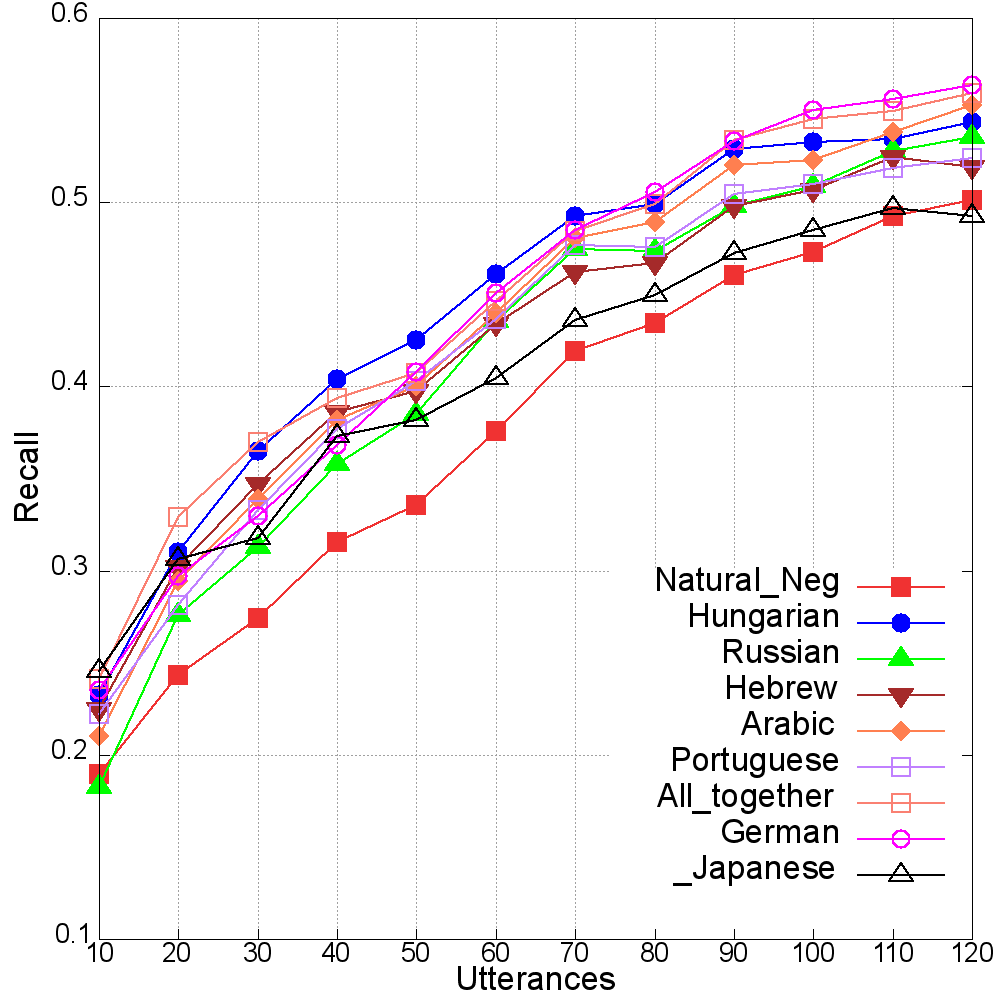 0.6
0.5
0.4
0.3
0.2
0.1
Recall
Natural_Neg
Hungarian
Russian
Hebrew
Arabic
Portuguese
All_together
German
_Japanese
10 20 30 40 50 60 70 80 90 100 110 120
Utterances